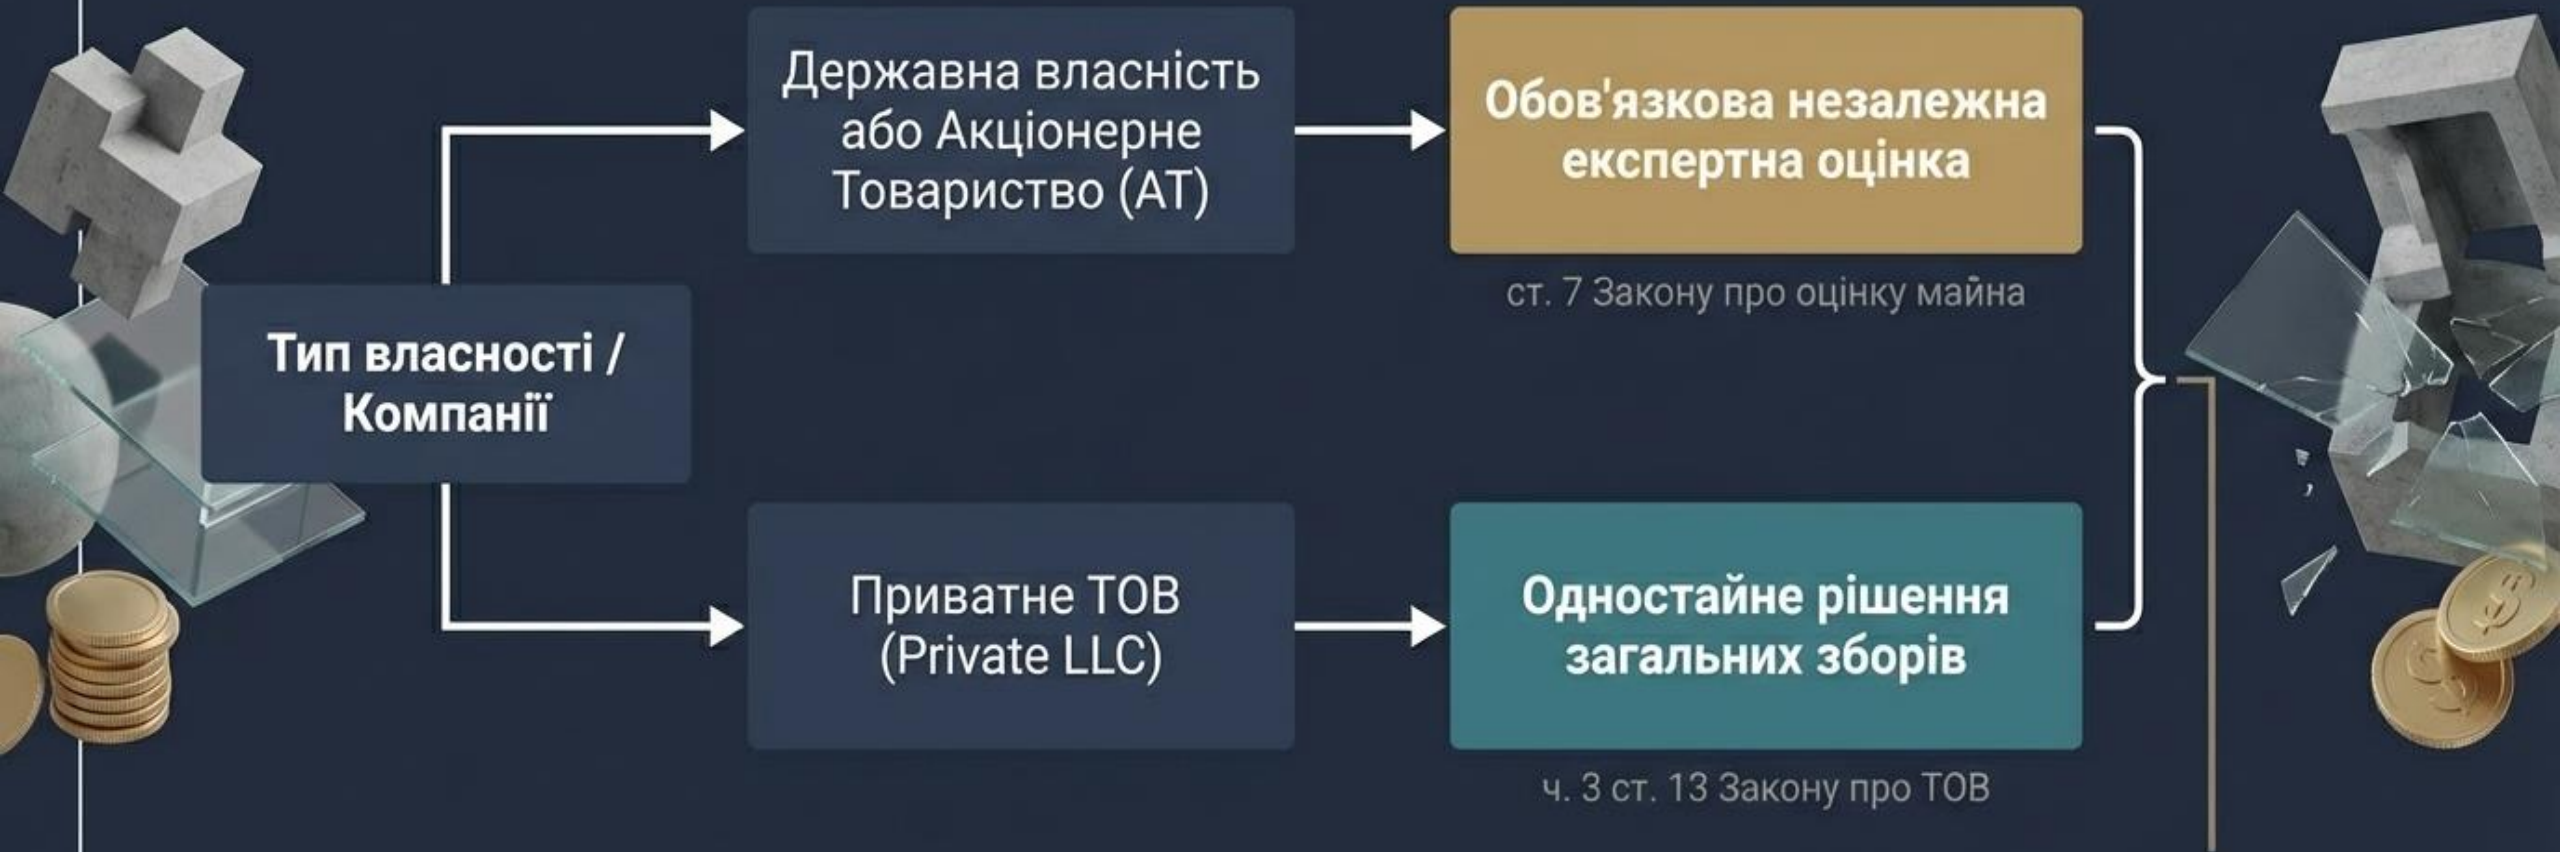 Державна власність
або Акціонерне
Товариство (АТ)
Обов'язкова незалежна
експертна оцінка
ст. 7 Закону про оцінку майна
Тип власності /
Компанії
Приватне ТОВ
(Private LLC)
Одностайне рішення
загальних зборів
ч. 3 ст. 13 Закону про ТОВ